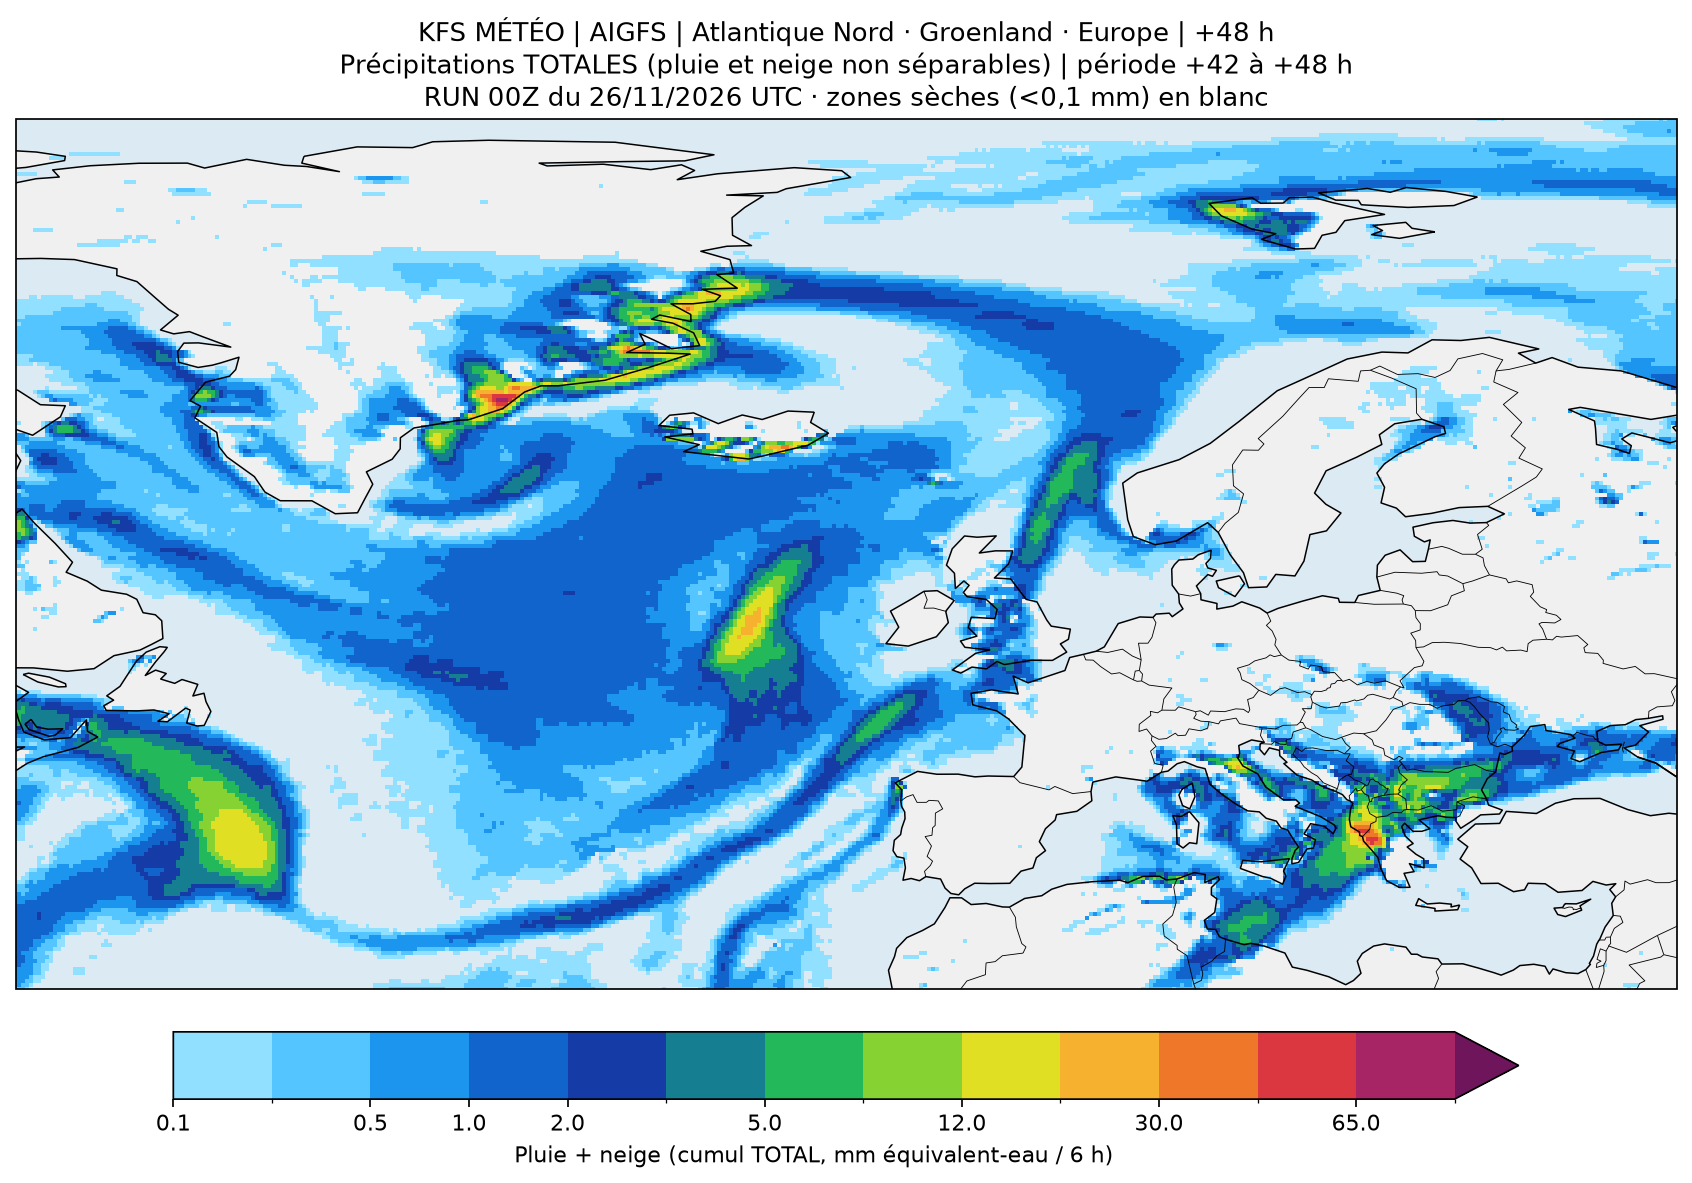 KFS MÉTÉO | AIGFS | Atlantique Nord · Groenland · Europe | +48 h
Précipitations TOTALES (pluie et neige non séparables) | période +42 à +48 h
RUN 00Z du 26/11/2026 UTC · zones sèches (<0,1 mm) en blanc
0.1 0.5 1.0 2.0 5.0 12.0 30.0 65.0
Pluie + neige (cumul TOTAL, mm équivalent-eau / 6 h)